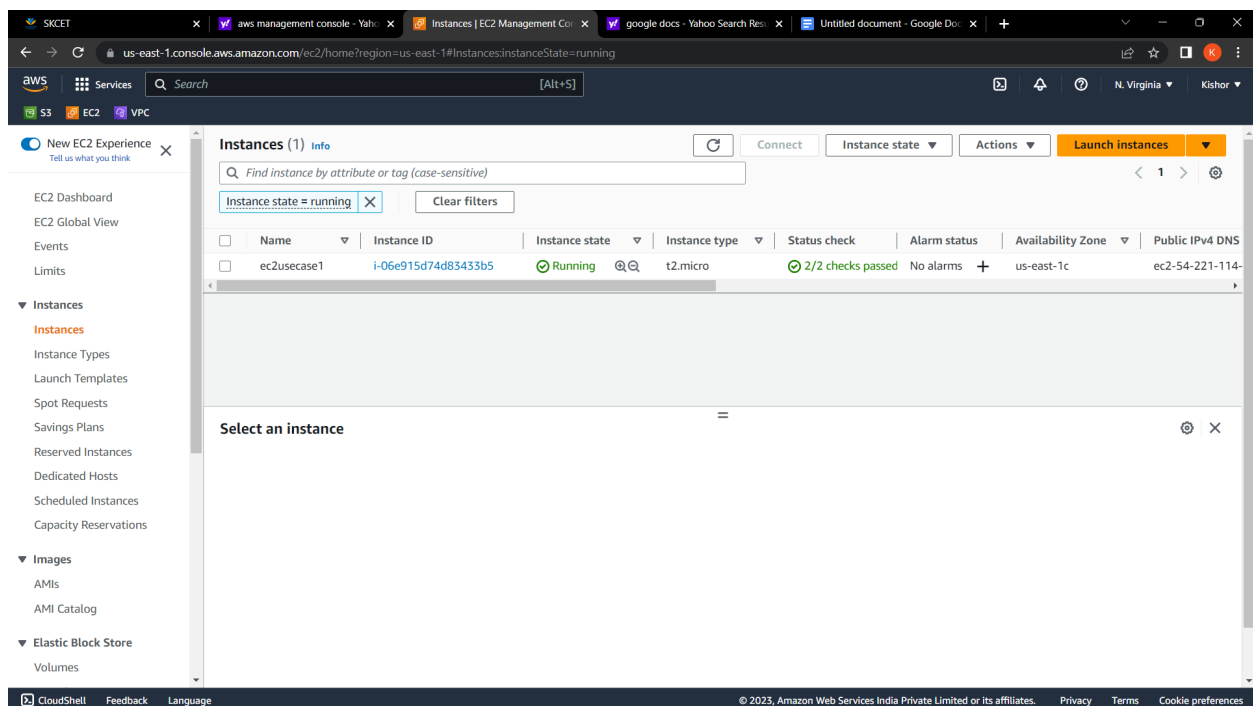 SKCET
aws management console - Yaho
Instances | EC2 Management Con
google docs - Yahoo Search Resu
Untitled document - Google Doc
us-east-1.console.aws.amazon.com/ec2/home?region=us-east-1#Instances:instanceState=running
K
aws
Services
Search
[Alt+S]
N. Virginia
Kishor
S3
EC2
VPC
New EC2 Experience
Tell us what you think
EC2 Dashboard
EC2 Global View
Events
Limits
Instances
Instances
Instance Types
Launch Templates
Spot Requests
Savings Plans
Reserved Instances
Dedicated Hosts
Scheduled Instances
Capacity Reservations
Images
AMIs
AMI Catalog
Elastic Block Store
Volumes
Instances (1) Info
Connect
Instance state
Actions
Launch instances
Find instance by attribute or tag (case-sensitive)
1
Instance state = running
Clear filters
Name Instance ID Instance state Instance type Status check Alarm status Availability Zone Public IPv4 DNS
ec2usecase1 i-06e915d74d83433b5 Running t2.micro 2/2 checks passed No alarms + us-east-1c ec2-54-221-114-
Select an instance
CloudShell Feedback Language © 2023, Amazon Web Services India Private Limited or its affiliates. Privacy Terms Cookie preferences